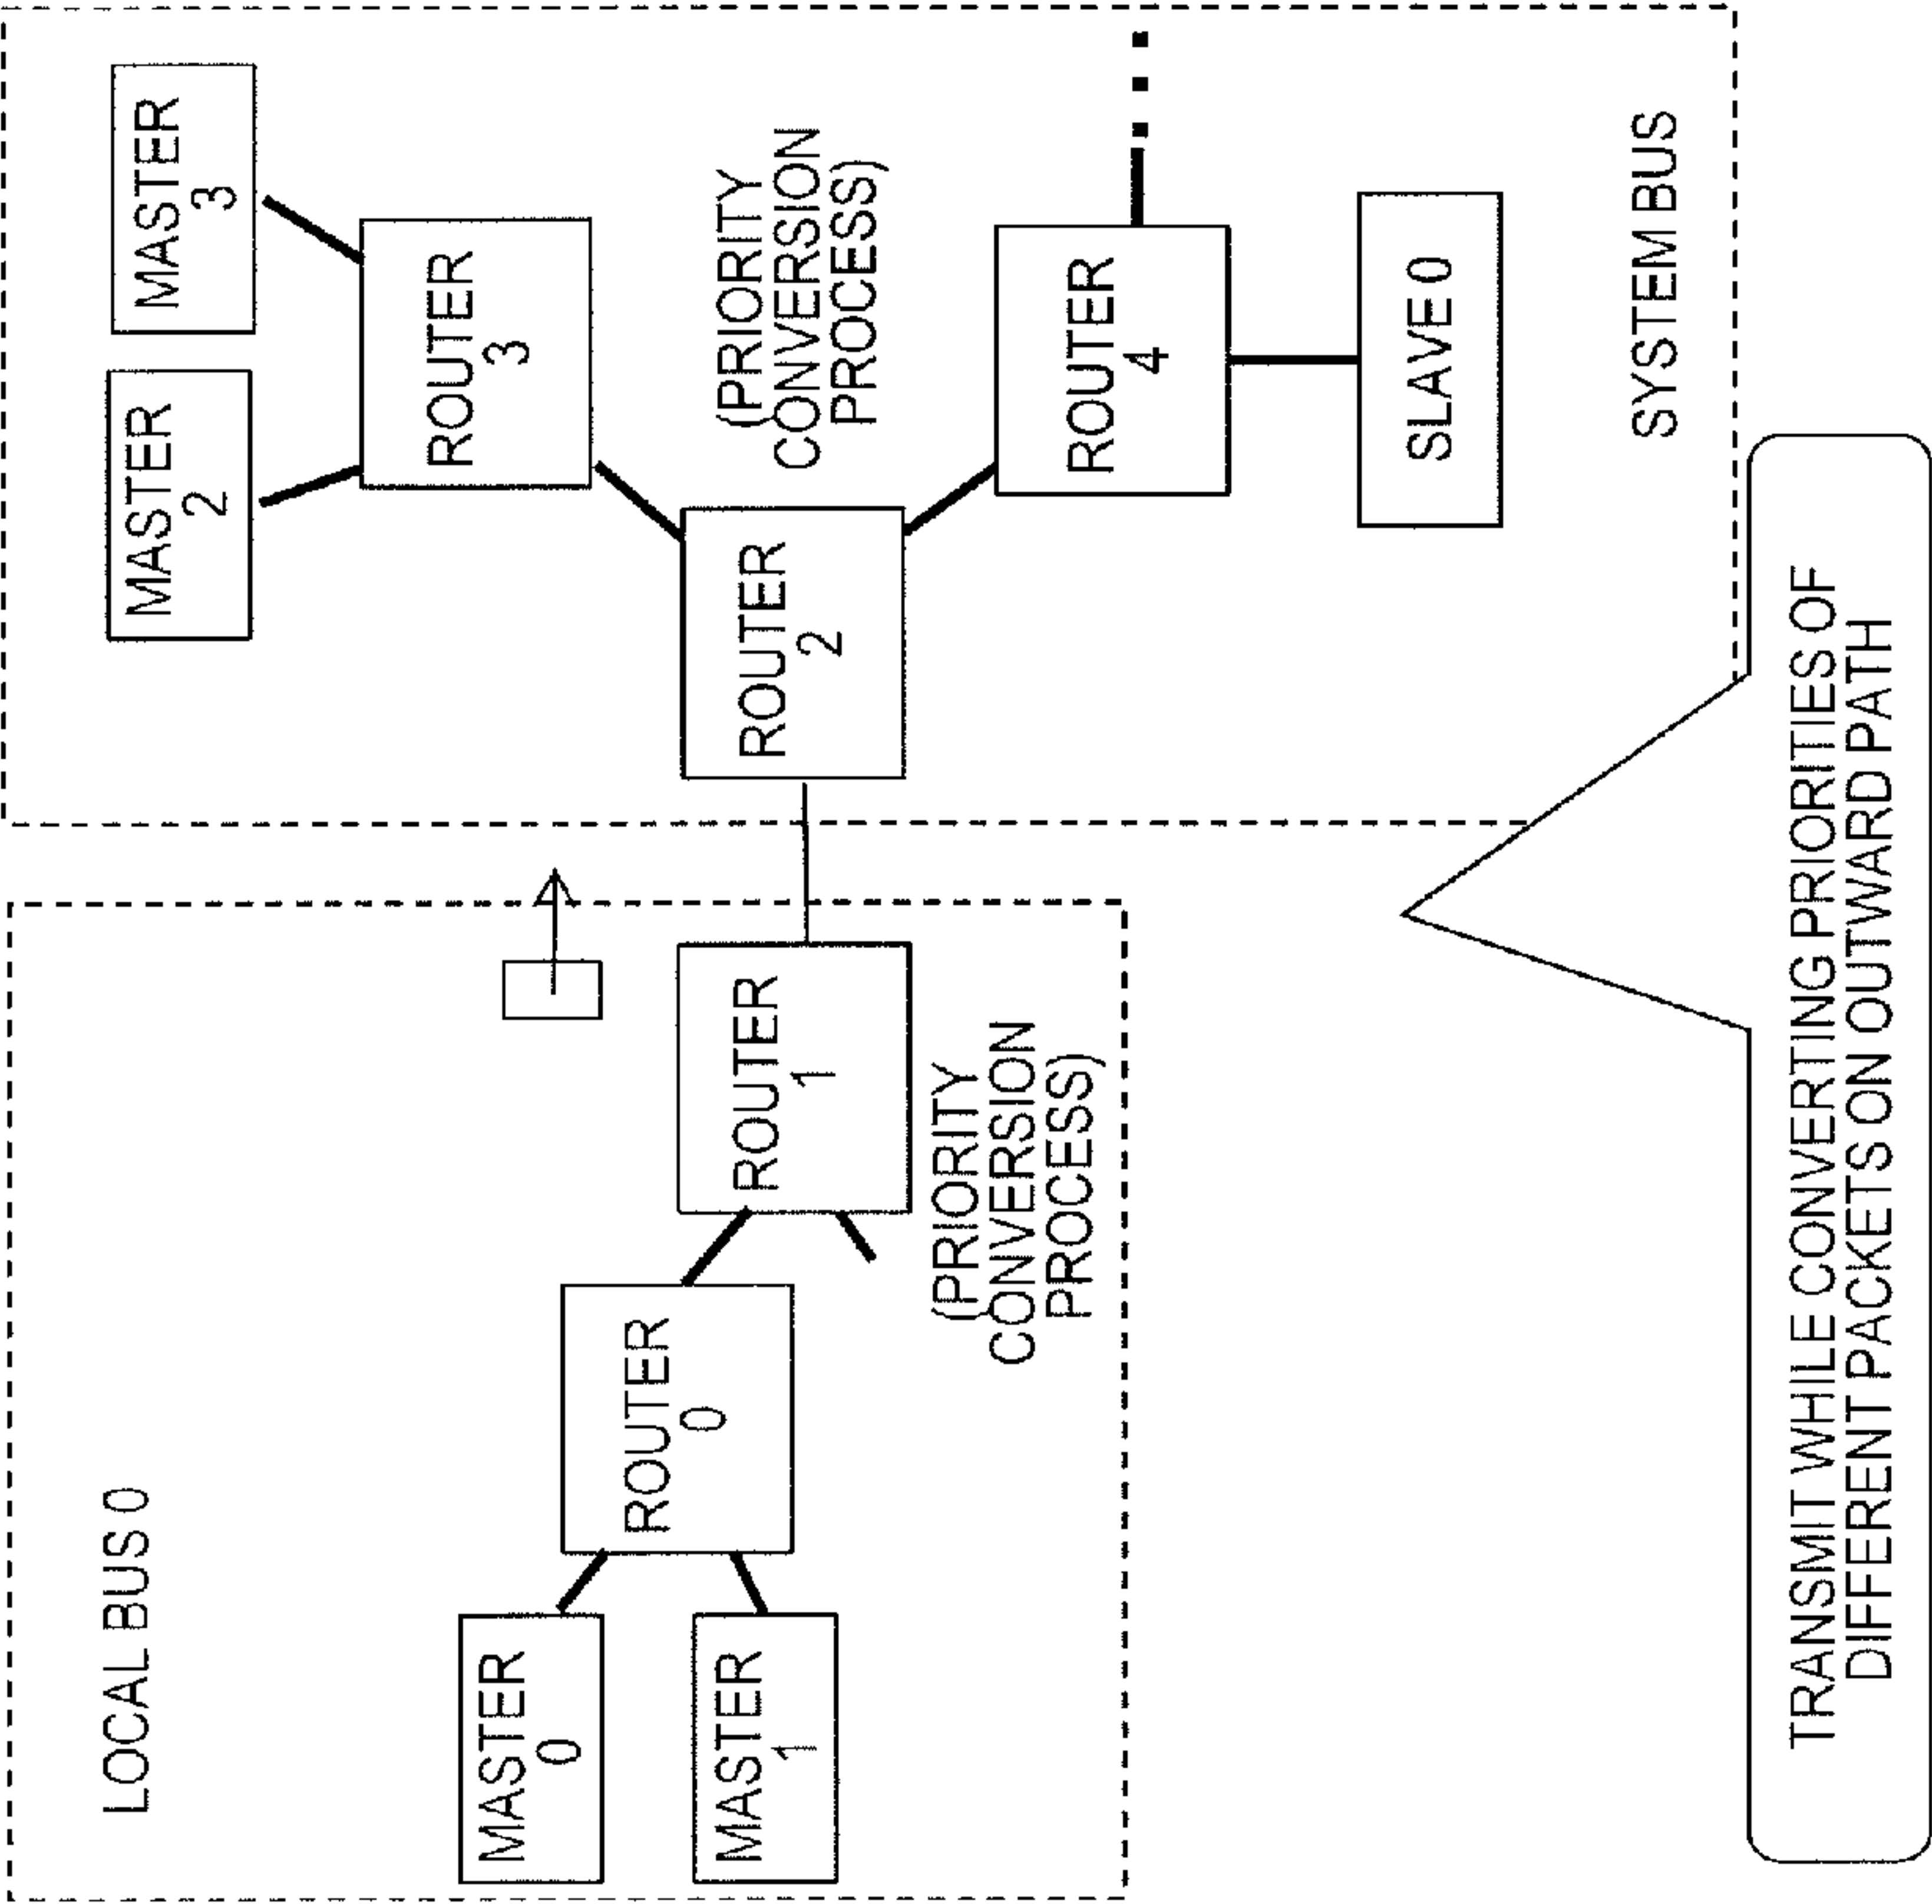 LOCAL BUS 0
MASTER
0
MASTER
1
ROUTER
0
ROUTER
1
(PRIORITY
CONVERSION
PROCESS)
MASTER
2
MASTER
3
ROUTER
3
ROUTER
2
(PRIORITY
CONVERSION
PROCESS)
ROUTER
4
SLAVE 0
SYSTEM BUS
TRANSMIT WHILE CONVERTING PRIORITIES OF
DIFFERENT PACKETS ON OUTWARD PATH